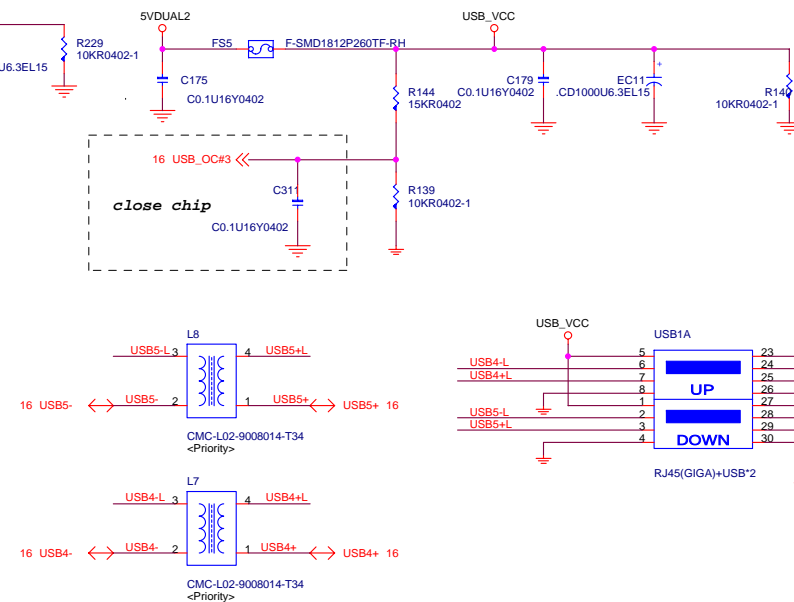 5VDUAL2
USB_VCC
R229
10KR0402-1
U6.3EL15
FS5
F-SMD1812P260TF-RH
C175
C0.1U16Y0402
R144
15KR0402
C179
C0.1U16Y0402
EC11
+
.CD1000U6.3EL15
R140
10KR0402-1
16 USB_OC#3
C311
C0.1U16Y0402
close chip
R139
10KR0402-1
L8
USB5-L 3
4 USB5+L
16 USB5-
USB5- 2
1 USB5+
USB5+ 16
CMC-L02-9008014-T34
<Priority>
L7
USB4-L 3
4 USB4+L
16 USB4-
USB4- 2
1 USB4+
USB4+ 16
CMC-L02-9008014-T34
<Priority>
USB_VCC
USB1A
5 23
USB4-L 6 24
USB4+L 7 25
UP
8 26
1 27
USB5-L 2 28
USB5+L 3 29
DOWN
4 30
RJ45(GIGA)+USB*2